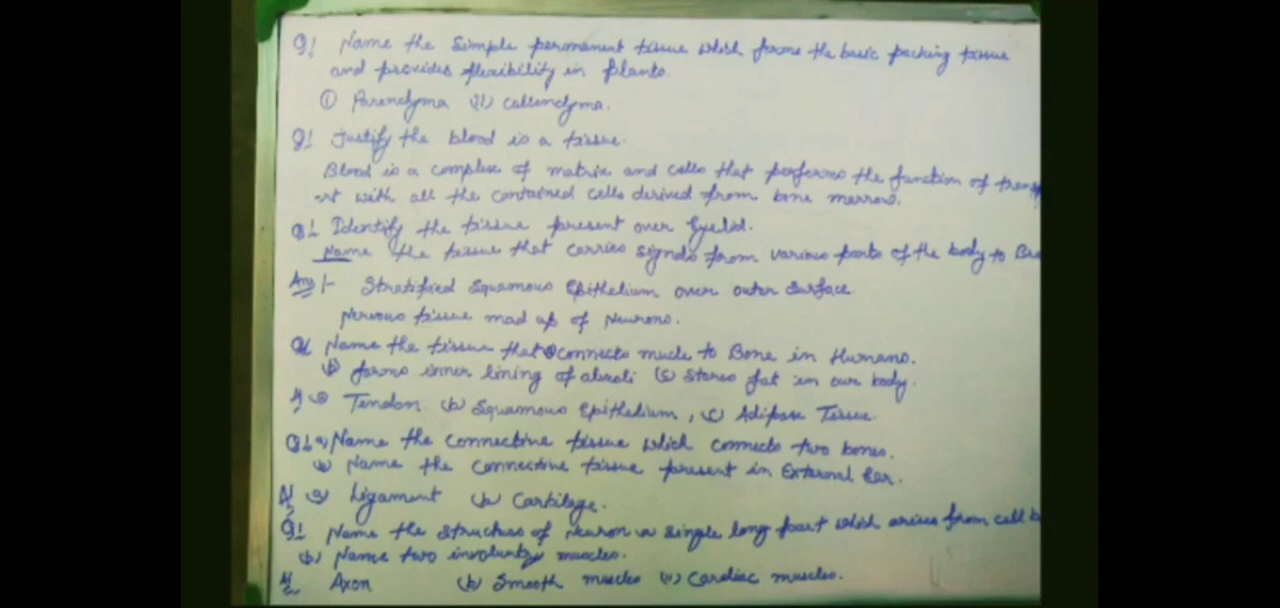 Q! Name the Simple permanent tissue which forms the basic packing tissue
and provides flexibility in plants.
(i) Parenchyma (ii) collenchyma.
Q! Justify the blood is a tissue.
Blood is a complex of matrix and cells that performs the function of transp
ort with all the contained cells derived from bone marrow.
Q! Identify the tissue present over Eyelid.
Name the tissue that carries signals from various parts of the body to Bra
Ans!- Stratified Squamous Epithelium over outer surface
Nervous tissue mad up of Neurons.
Q! Name the tissue that connects mucle to Bone in Humans.
(b) forms inner lining of alveoli (c) Stores fat in our body.
A! (a) Tendon (b) Squamous Epithelium, (c) Adipose Tissue
Q! (a) Name the connective tissue which connects two bones.
(b) Name the connective tissue present in External Ear.
A! (a) Ligament (b) Cartilage.
Q! Name the structure of Neuron a single long part which arises from cell b
(b) Name two involuntry muscles.
A! Axon (b) Smooth muscles (ii) Cardiac muscles.